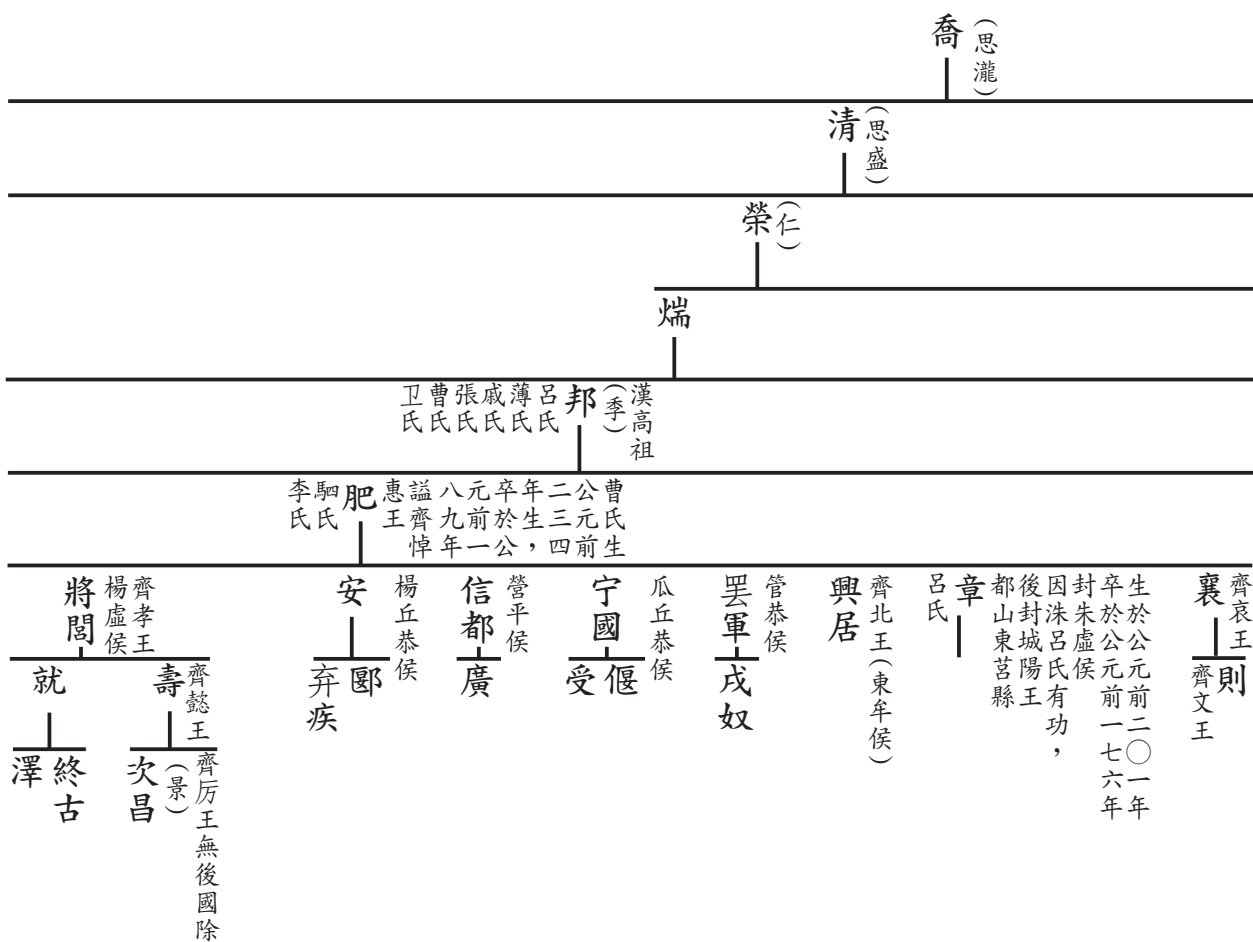 喬
（思瀧）
清
（思盛）
榮
（仁）
煓
漢高祖
（季）
邦
呂氏
薄氏
戚氏
張氏
曹氏
卫氏
曹氏生
公元前
二三四
年生，
卒於公
元前一
八九年
謚齊悼
惠王
肥
駟氏
李氏
齊哀王
襄
則
齊文王
生於公元前二〇一年
卒於公元前一七六年
封朱虛侯
因洙呂氏有功，
後封城陽王
都山東莒縣
章
呂氏
齊北王（東牟侯）
興居
管恭侯
罢軍
戌奴
瓜丘恭侯
宁國
偃
受
營平侯
信都
廣
楊丘恭侯
安
郾
弃疾
齊孝王
楊虛侯
將閭
齊懿王
壽
就
齊厉王無後國除
（景）
次昌
終古
澤